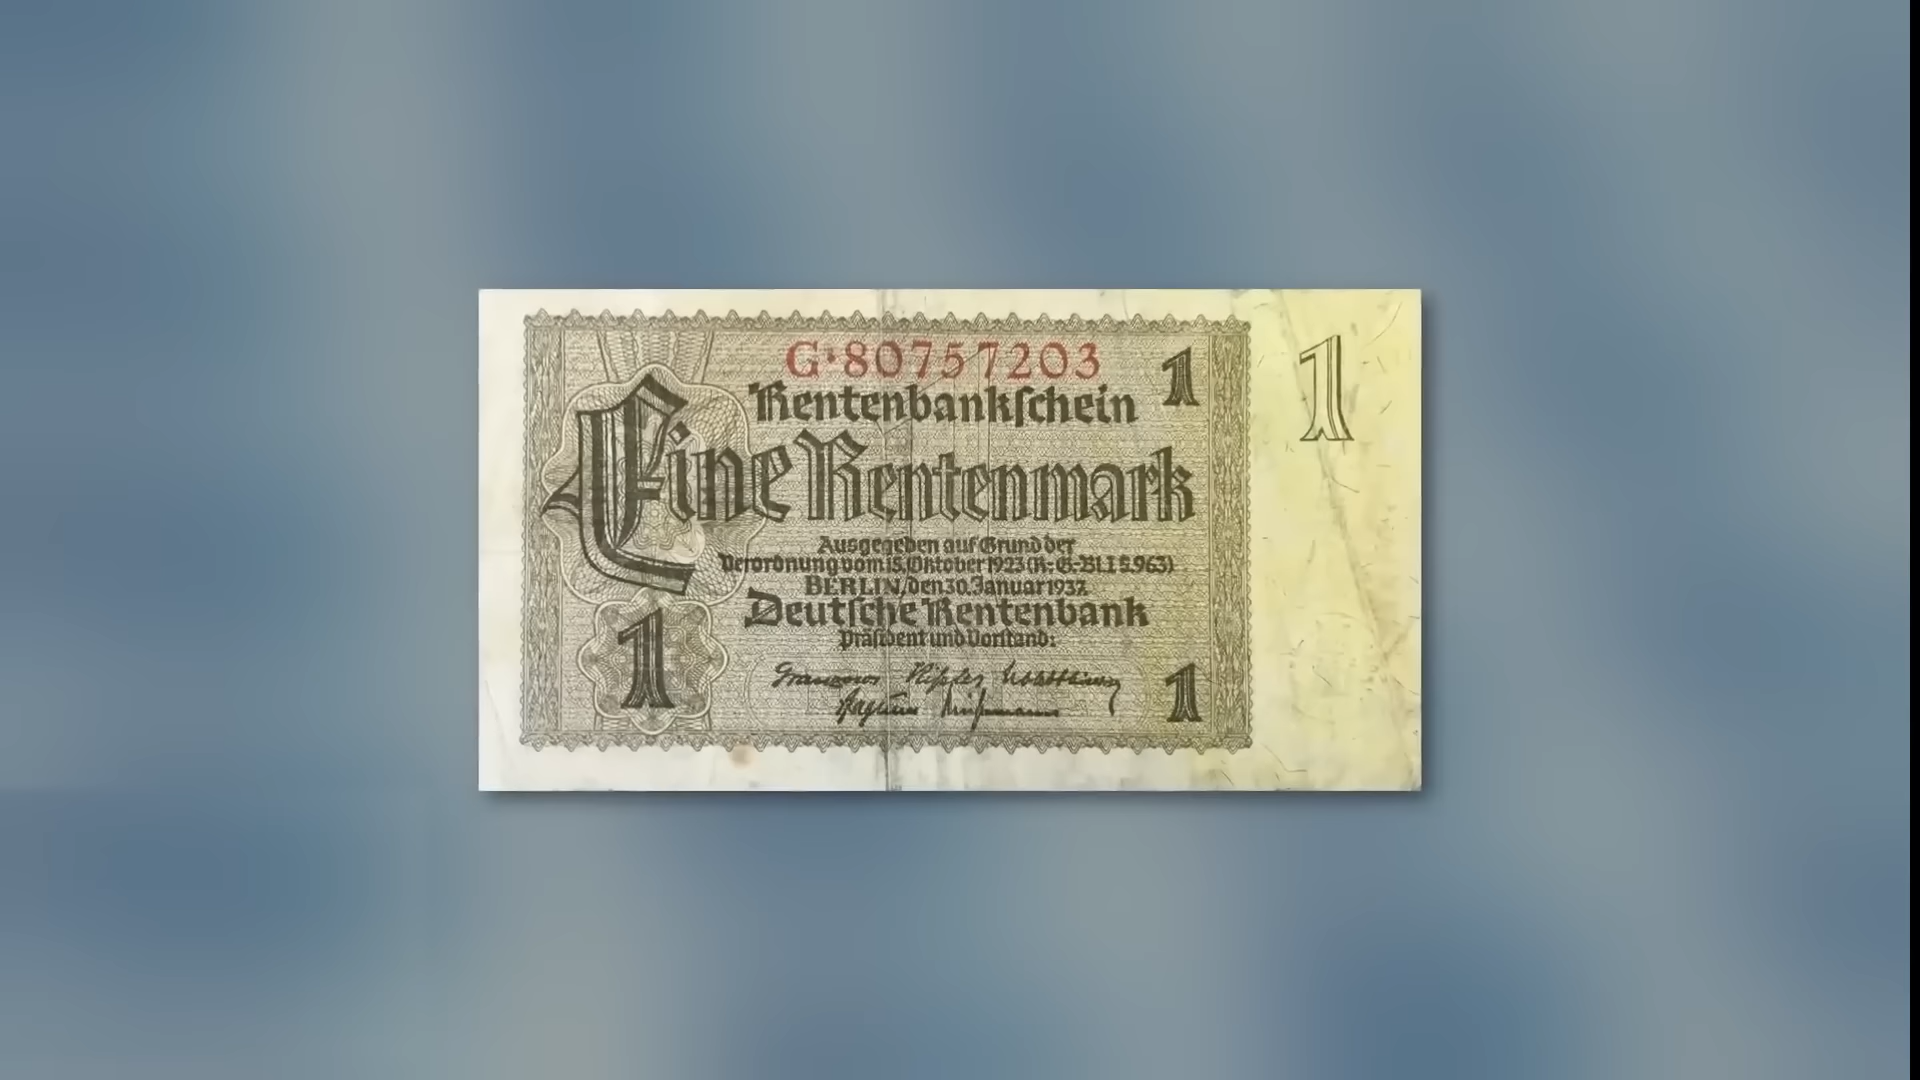 G·80757203
1
1
Rentenbankſchein
Eine Rentenmark
Ausgegeben auf Grund der
Verordnung vom 15. Oktober 1923 (R.-G.-Bl. I S. 963)
BERLIN, den 30. Januar 1937
Deutſche Rentenbank
Präſident und Vorſtand:
1
1